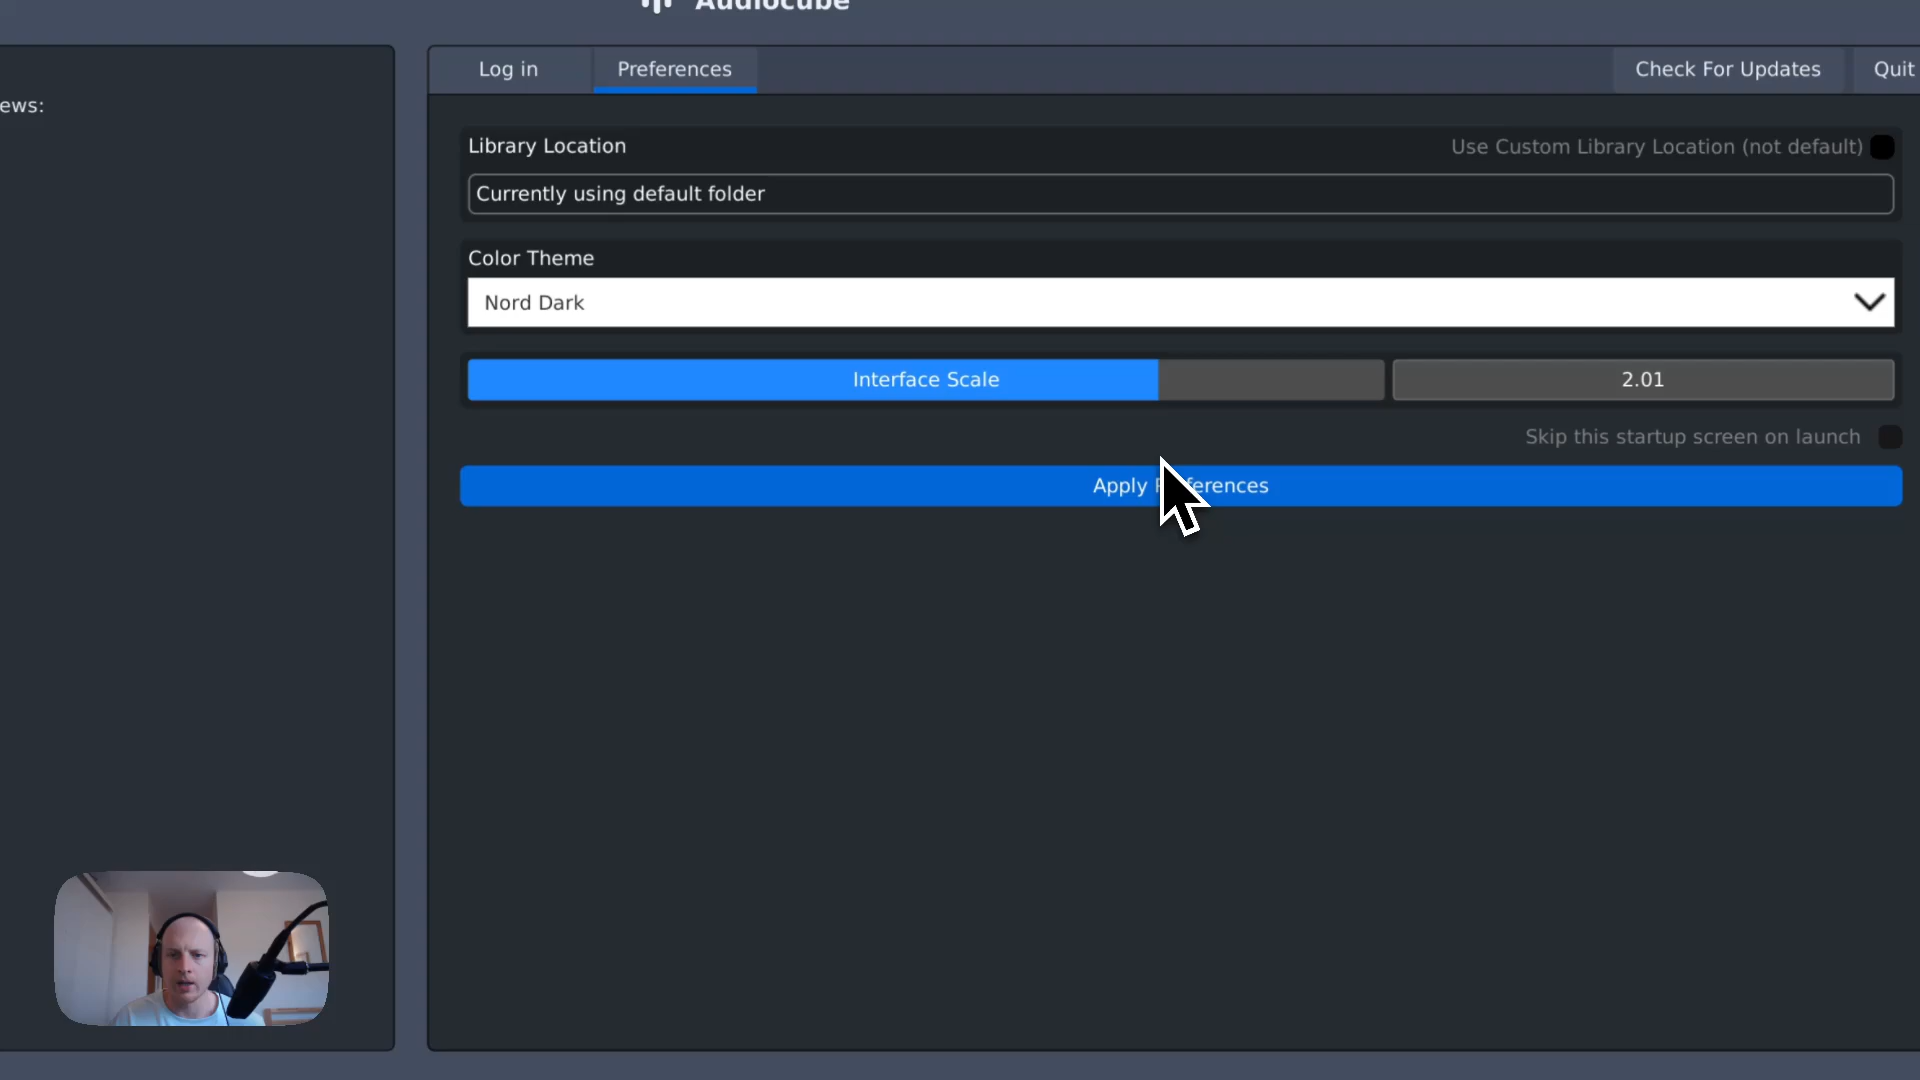 Audiocube
Log in
Preferences
Check For Updates
Quit
ews:
Library Location
Use Custom Library Location (not default)
Currently using default folder
Color Theme
Nord Dark
Interface Scale
2.01
Skip this startup screen on launch
Apply